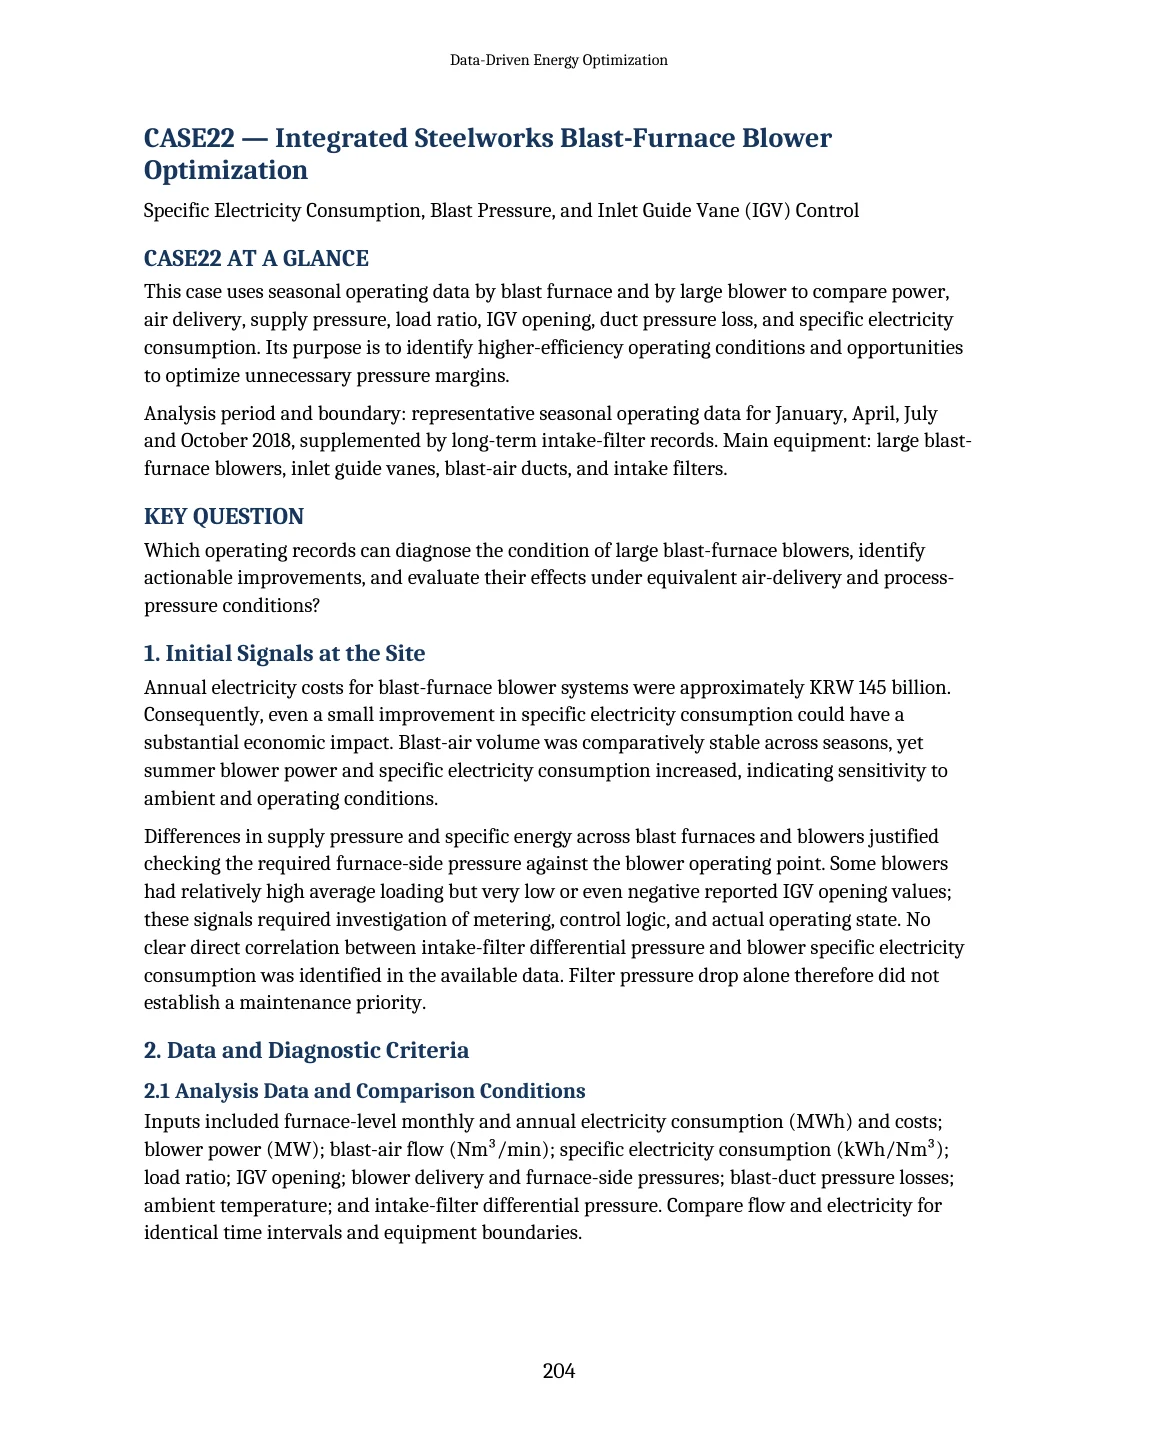 Data-Driven Energy Optimization
CASE22 — Integrated Steelworks Blast-Furnace Blower
Optimization
Specific Electricity Consumption, Blast Pressure, and Inlet Guide Vane (IGV) Control
CASE22 AT A GLANCE
This case uses seasonal operating data by blast furnace and by large blower to compare power,
air delivery, supply pressure, load ratio, IGV opening, duct pressure loss, and specific electricity
consumption. Its purpose is to identify higher-efficiency operating conditions and opportunities
to optimize unnecessary pressure margins.
Analysis period and boundary: representative seasonal operating data for January, April, July
and October 2018, supplemented by long-term intake-filter records. Main equipment: large blast-
furnace blowers, inlet guide vanes, blast-air ducts, and intake filters.
KEY QUESTION
Which operating records can diagnose the condition of large blast-furnace blowers, identify
actionable improvements, and evaluate their effects under equivalent air-delivery and process-
pressure conditions?
1. Initial Signals at the Site
Annual electricity costs for blast-furnace blower systems were approximately KRW 145 billion.
Consequently, even a small improvement in specific electricity consumption could have a
substantial economic impact. Blast-air volume was comparatively stable across seasons, yet
summer blower power and specific electricity consumption increased, indicating sensitivity to
ambient and operating conditions.
Differences in supply pressure and specific energy across blast furnaces and blowers justified
checking the required furnace-side pressure against the blower operating point. Some blowers
had relatively high average loading but very low or even negative reported IGV opening values;
these signals required investigation of metering, control logic, and actual operating state. No
clear direct correlation between intake-filter differential pressure and blower specific electricity
consumption was identified in the available data. Filter pressure drop alone therefore did not
establish a maintenance priority.
2. Data and Diagnostic Criteria
2.1 Analysis Data and Comparison Conditions
Inputs included furnace-level monthly and annual electricity consumption (MWh) and costs;
blower power (MW); blast-air flow (Nm³/min); specific electricity consumption (kWh/Nm³);
load ratio; IGV opening; blower delivery and furnace-side pressures; blast-duct pressure losses;
ambient temperature; and intake-filter differential pressure. Compare flow and electricity for
identical time intervals and equipment boundaries.
204